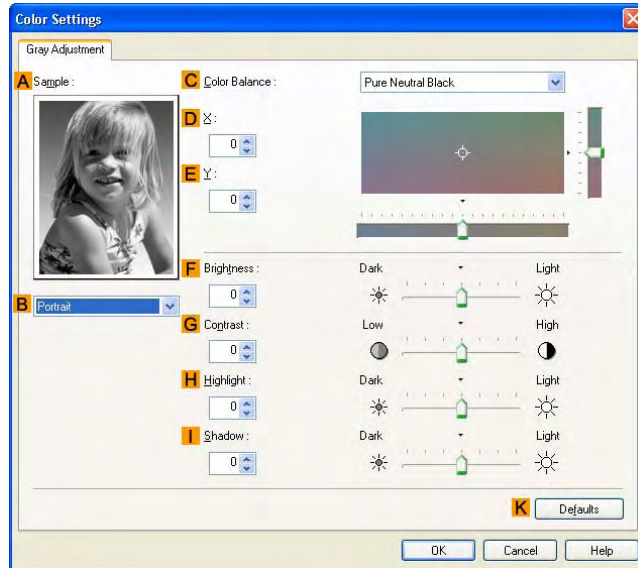 Color Settings
Gray Adjustment
A Sample :
C Color Balance :
Pure Neutral Black
D X :
0
E Y :
0
B Portrait
F Brightness :
0
Dark
Light
G Contrast :
0
Low
High
H Highlight :
0
Dark
Light
I Shadow :
0
Dark
Light
K Defaults
OK
Cancel
Help